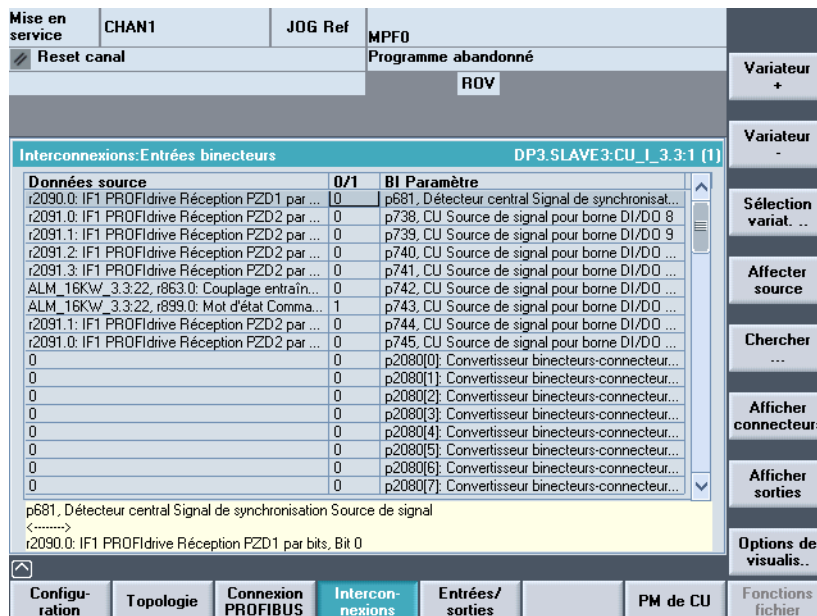 Mise en
service
CHAN1
JOG Ref
MPF0
Reset canal
Programme abandonné
ROV
Interconnexions:Entrées binecteurs DP3.SLAVE3:CU_I_3.3:1 (1)
Données source 0/1 BI Paramètre
r2090.0: IF1 PROFIdrive Réception PZD1 par ... 0 p681, Détecteur central Signal de synchronisat...
r2091.0: IF1 PROFIdrive Réception PZD2 par ... 0 p738, CU Source de signal pour borne DI/DO 8
r2091.1: IF1 PROFIdrive Réception PZD2 par ... 0 p739, CU Source de signal pour borne DI/DO 9
r2091.2: IF1 PROFIdrive Réception PZD2 par ... 0 p740, CU Source de signal pour borne DI/DO ...
r2091.3: IF1 PROFIdrive Réception PZD2 par ... 0 p741, CU Source de signal pour borne DI/DO ...
ALM_16KW_3.3:22, r863.0: Couplage entraîn... 0 p742, CU Source de signal pour borne DI/DO ...
ALM_16KW_3.3:22, r899.0: Mot d'état Comma... 1 p743, CU Source de signal pour borne DI/DO ...
r2091.1: IF1 PROFIdrive Réception PZD2 par ... 0 p744, CU Source de signal pour borne DI/DO ...
r2091.0: IF1 PROFIdrive Réception PZD2 par ... 0 p745, CU Source de signal pour borne DI/DO ...
0 0 p2080[0]: Convertisseur binecteurs-connecteur...
0 0 p2080[1]: Convertisseur binecteurs-connecteur...
0 0 p2080[2]: Convertisseur binecteurs-connecteur...
0 0 p2080[3]: Convertisseur binecteurs-connecteur...
0 0 p2080[4]: Convertisseur binecteurs-connecteur...
0 0 p2080[5]: Convertisseur binecteurs-connecteur...
0 0 p2080[6]: Convertisseur binecteurs-connecteur...
0 0 p2080[7]: Convertisseur binecteurs-connecteur...
p681, Détecteur central Signal de synchronisation Source de signal
<-------->
r2090.0: IF1 PROFIdrive Réception PZD1 par bits, Bit 0
Variateur
+
Variateur
-
Sélection
variat. ..
Affecter
source
Chercher
...
Afficher
connecteurs
Afficher
sorties
Options de
visualis..
Configu-
ration
Topologie
Connexion
PROFIBUS
Intercon-
nexions
Entrées/
sorties
PM de CU
Fonctions
fichier